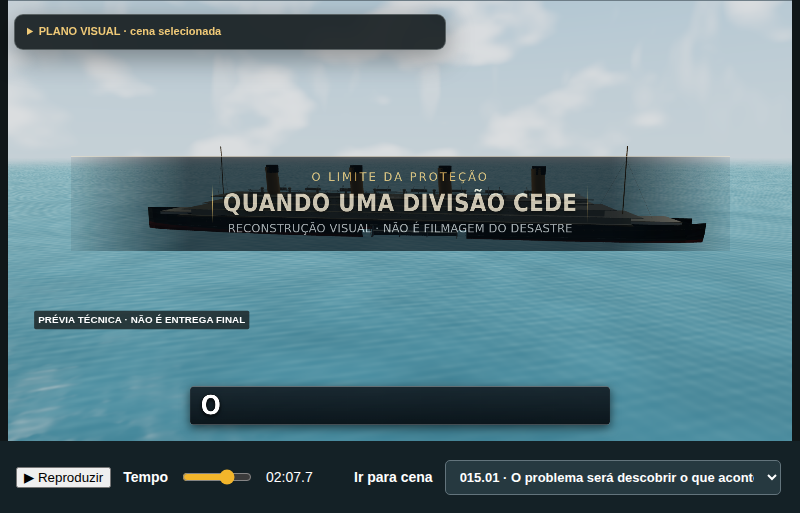 ▶ PLANO VISUAL · cena selecionada
O LIMITE DA PROTEÇÃO
QUANDO UMA DIVISÃO CEDE
RECONSTRUÇÃO VISUAL · NÃO É FILMAGEM DO DESASTRE
PRÉVIA TÉCNICA · NÃO É ENTREGA FINAL
O
▶ Reproduzir Tempo 02:07.7 Ir para cena 015.01 · O problema será descobrir o que